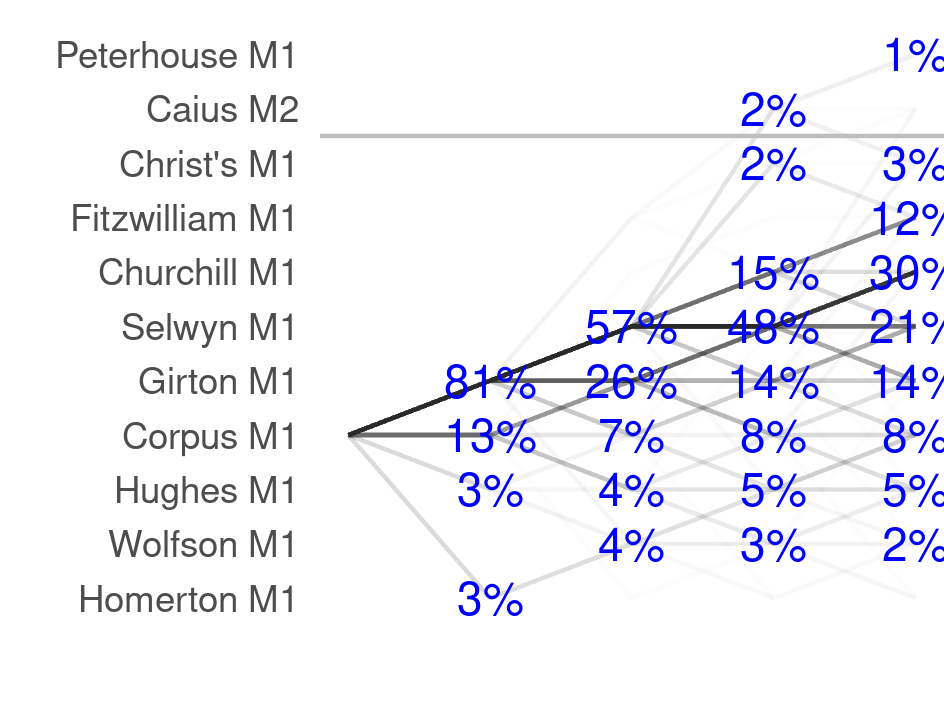 Peterhouse M1 1%
Caius M2 2%
Christ's M1 2% 3%
Fitzwilliam M1 12%
Churchill M1 15% 30%
Selwyn M1 57% 48% 21%
Girton M1 81% 26% 14% 14%
Corpus M1 13% 7% 8% 8%
Hughes M1 3% 4% 5% 5%
Wolfson M1 4% 3% 2%
Homerton M1 3%